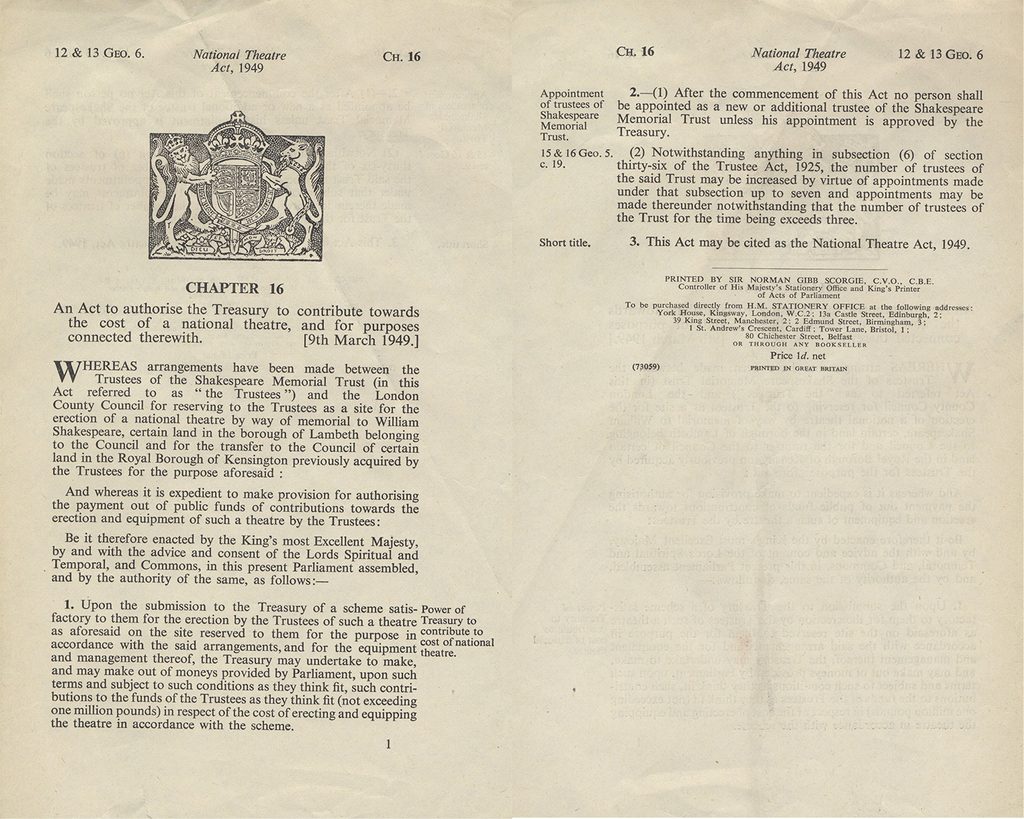 12 & 13 GEO. 6. National Theatre CH. 16
Act, 1949
DIEU ET MON DROIT
CHAPTER 16
An Act to authorise the Treasury to contribute towards
the cost of a national theatre, and for purposes
connected therewith. [9th March 1949.]
WHEREAS arrangements have been made between the
Trustees of the Shakespeare Memorial Trust (in this
Act referred to as “ the Trustees ”) and the London
County Council for reserving to the Trustees as a site for the
erection of a national theatre by way of memorial to William
Shakespeare, certain land in the borough of Lambeth belonging
to the Council and for the transfer to the Council of certain
land in the Royal Borough of Kensington previously acquired by
the Trustees for the purpose aforesaid :
And whereas it is expedient to make provision for authorising
the payment out of public funds of contributions towards the
erection and equipment of such a theatre by the Trustees:
Be it therefore enacted by the King's most Excellent Majesty,
by and with the advice and consent of the Lords Spiritual and
Temporal, and Commons, in this present Parliament assembled,
and by the authority of the same, as follows:—
1. Upon the submission to the Treasury of a scheme satis-
factory to them for the erection by the Trustees of such a theatre
as aforesaid on the site reserved to them for the purpose in
accordance with the said arrangements, and for the equipment
and management thereof, the Treasury may undertake to make,
and may make out of moneys provided by Parliament, upon such
terms and subject to such conditions as they think fit, such contri-
butions to the funds of the Trustees as they think fit (not exceeding
one million pounds) in respect of the cost of erecting and equipping
the theatre in accordance with the scheme.
Power of
Treasury to
contribute to
cost of national
theatre.
1
CH. 16 National Theatre 12 & 13 GEO. 6
Act, 1949
Appointment
of trustees of
Shakespeare
Memorial
Trust.
2.—(1) After the commencement of this Act no person shall
be appointed as a new or additional trustee of the Shakespeare
Memorial Trust unless his appointment is approved by the
Treasury.
15 & 16 Geo. 5.
c. 19.
(2) Notwithstanding anything in subsection (6) of section
thirty-six of the Trustee Act, 1925, the number of trustees of
the said Trust may be increased by virtue of appointments made
under that subsection up to seven and appointments may be
made thereunder notwithstanding that the number of trustees of
the Trust for the time being exceeds three.
Short title.
3. This Act may be cited as the National Theatre Act, 1949.
PRINTED BY SIR NORMAN GIBB SCORGIE, C.V.O., C.B.E.
Controller of His Majesty's Stationery Office and King's Printer
of Acts of Parliament
To be purchased directly from H.M. STATIONERY OFFICE at the following addresses:
York House, Kingsway, London, W.C.2; 13a Castle Street, Edinburgh, 2;
39 King Street, Manchester, 2; 2 Edmund Street, Birmingham, 3;
1 St. Andrew's Crescent, Cardiff; Tower Lane, Bristol, 1;
80 Chichester Street, Belfast
OR THROUGH ANY BOOKSELLER
Price 1d. net
(73059) PRINTED IN GREAT BRITAIN